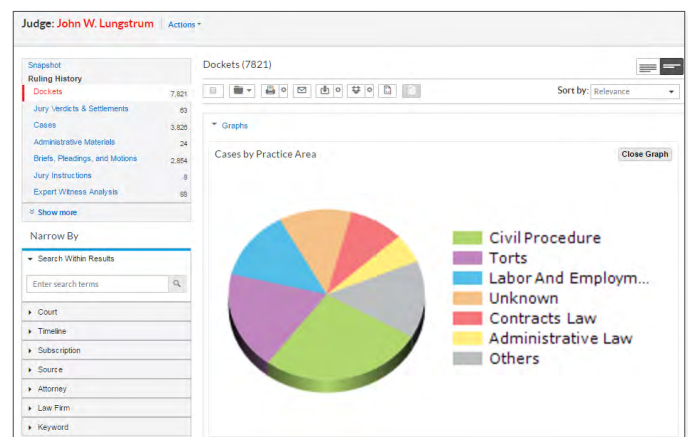 Judge: John W. Lungstrum Actions
Snapshot
Ruling History
Dockets 7,821
Jury Verdicts & Settlements 63
Cases 3,826
Administrative Materials 24
Briefs, Pleadings, and Motions 2,854
Jury Instructions
Expert Witness Analysis 88
Show more
Narrow By
Search Within Results
Enter search terms
Court
Timeline
Subscription
Source
Attorney
Law Firm
Keyword
Dockets (7821)
Sort by: Relevance
Graphs
Cases by Practice Area Close Graph
Civil Procedure
Torts
Labor And Employm...
Unknown
Contracts Law
Administrative Law
Others